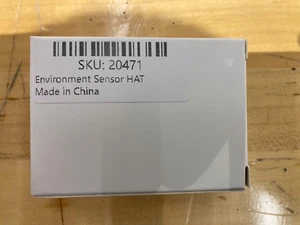 SKU: 20471
Environment Sensor HAT
Made in China